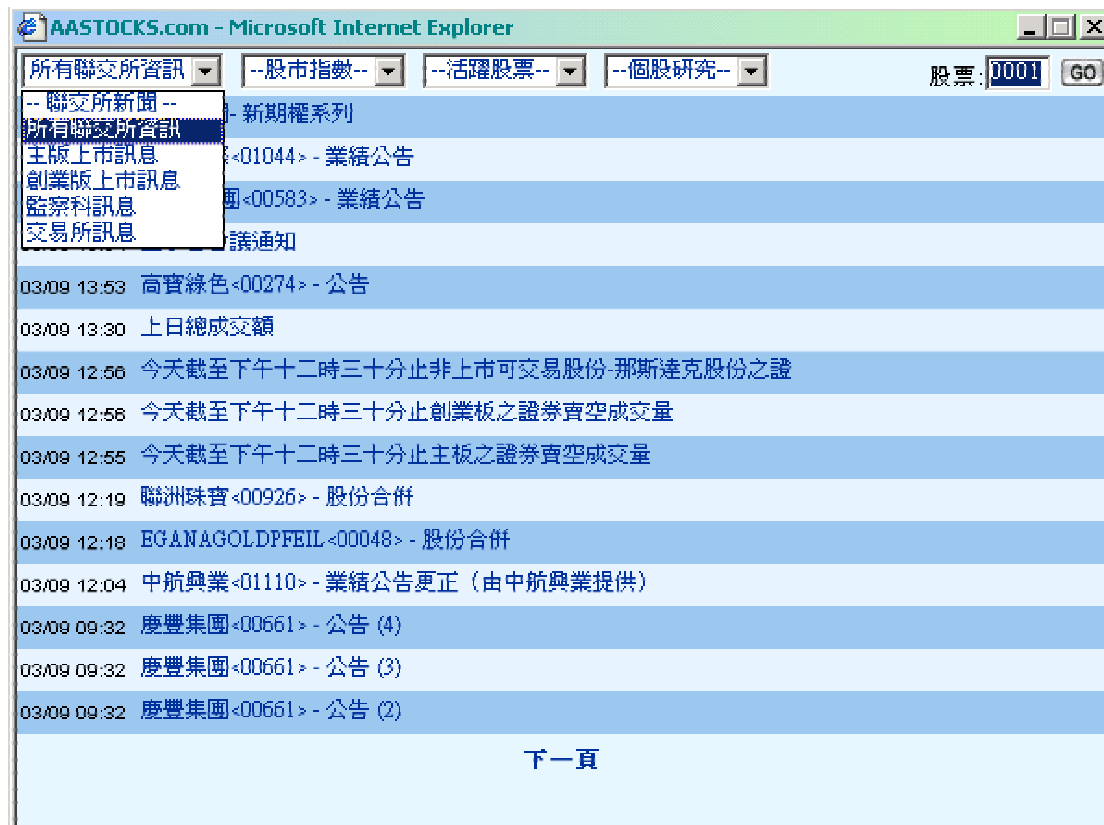 AASTOCKS.com - Microsoft Internet Explorer
所有聯交所資訊 --股市指數-- --活躍股票-- --個股研究-- 股票: 0001 GO
-- 聯交所新聞 --
所有聯交所資訊
主版上市訊息
創業版上市訊息
監察科訊息
交易所訊息
- 新期權系列
<01044> - 業績公告
團<00583> - 業績公告
會議通知
03/09 13:53 高寶綠色<00274> - 公告
03/09 13:30 上日總成交額
03/09 12:56 今天截至下午十二時三十分止非上市可交易股份-那斯達克股份之證
03/09 12:56 今天截至下午十二時三十分止創業板之證券賣空成交量
03/09 12:55 今天截至下午十二時三十分止主板之證券賣空成交量
03/09 12:19 聯洲珠寶<00926> - 股份合併
03/09 12:18 EGANAGOLDPFEIL<00048> - 股份合併
03/09 12:04 中航興業<01110> - 業績公告更正（由中航興業提供）
03/09 09:32 慶豐集團<00661> - 公告 (4)
03/09 09:32 慶豐集團<00661> - 公告 (3)
03/09 09:32 慶豐集團<00661> - 公告 (2)
下一頁